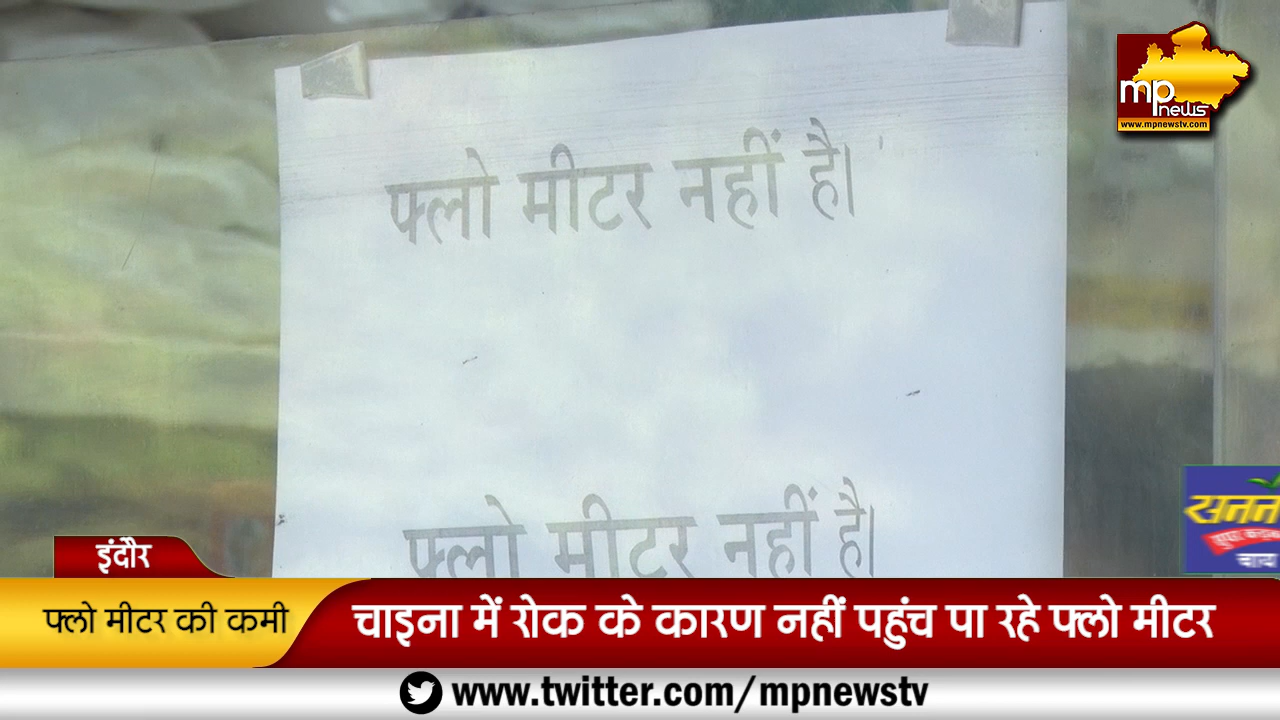 फ्लो मीटर नहीं है।
mp news
www.mpnewstv.com
फ्लो मीटर नहीं है।
सनन
चाय
इंदौर
फ्लो मीटर की कमी
चाइना में रोक के कारण नहीं पहुंच पा रहे फ्लो मीटर
www.twitter.com/mpnewstv